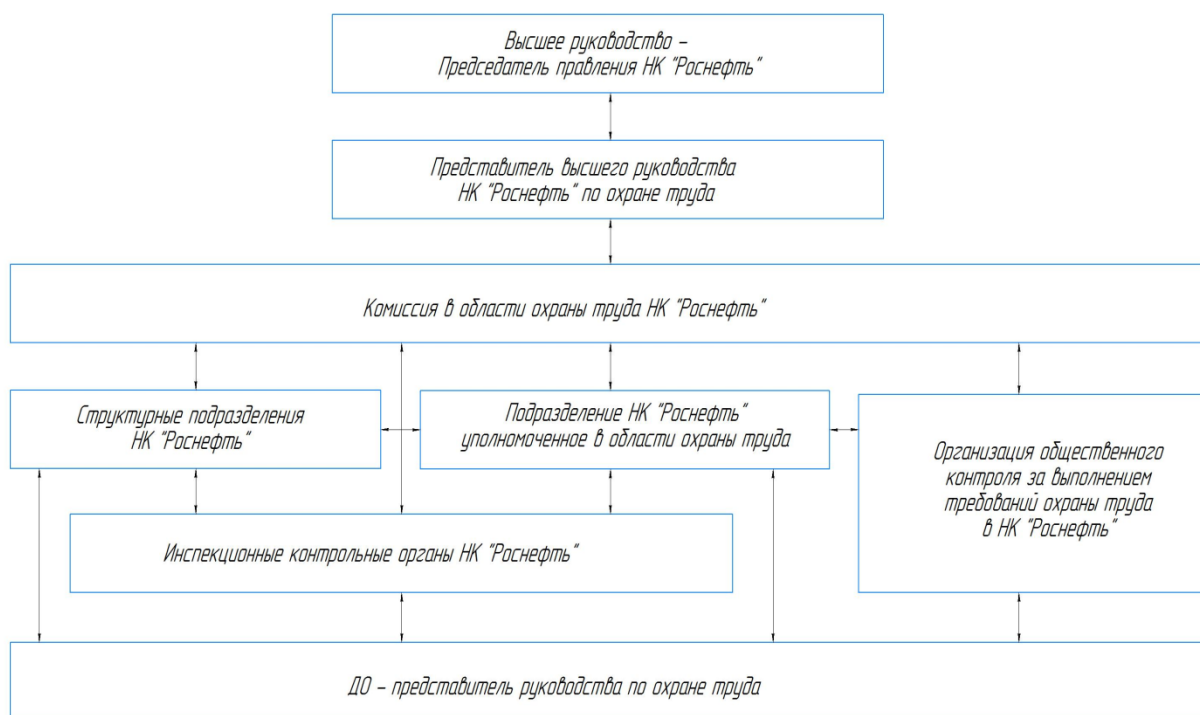 Высшее руководство –
Председатель правления НК "Роснефть"
Представитель высшего руководства
НК "Роснефть" по охране труда
Комиссия в области охраны труда НК "Роснефть"
Структурные подразделения
НК "Роснефть"
Подразделение НК "Роснефть"
уполномоченное в области охраны труда
Организация общественного
контроля за выполнением
требований охраны труда
в НК "Роснефть"
Инспекционные контрольные органы НК "Роснефть"
ДО – представитель руководства по охране труда